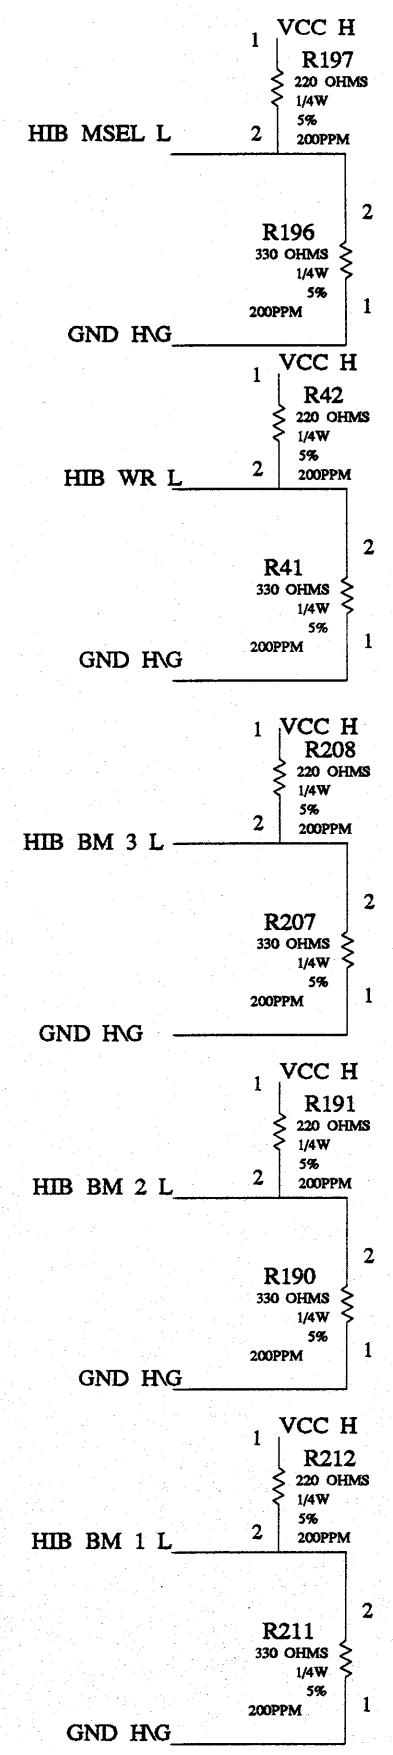 VCC H
1
R197
220 OHMS
1/4W
5%
200PPM
HIB MSEL L
2
2
R196
330 OHMS
1/4W
5%
200PPM
1
GND H\G
VCC H
1
R42
220 OHMS
1/4W
5%
200PPM
HIB WR L
2
2
R41
330 OHMS
1/4W
5%
200PPM
1
GND H\G
1
VCC H
R208
220 OHMS
1/4W
5%
200PPM
2
HIB BM 3 L
2
R207
330 OHMS
1/4W
5%
200PPM
1
GND H\G
VCC H
1
R191
220 OHMS
1/4W
5%
200PPM
2
HIB BM 2 L
2
R190
330 OHMS
1/4W
5%
200PPM
1
GND H\G
VCC H
1
R212
220 OHMS
1/4W
5%
200PPM
2
HIB BM 1 L
2
R211
330 OHMS
1/4W
5%
200PPM
1
GND H\G